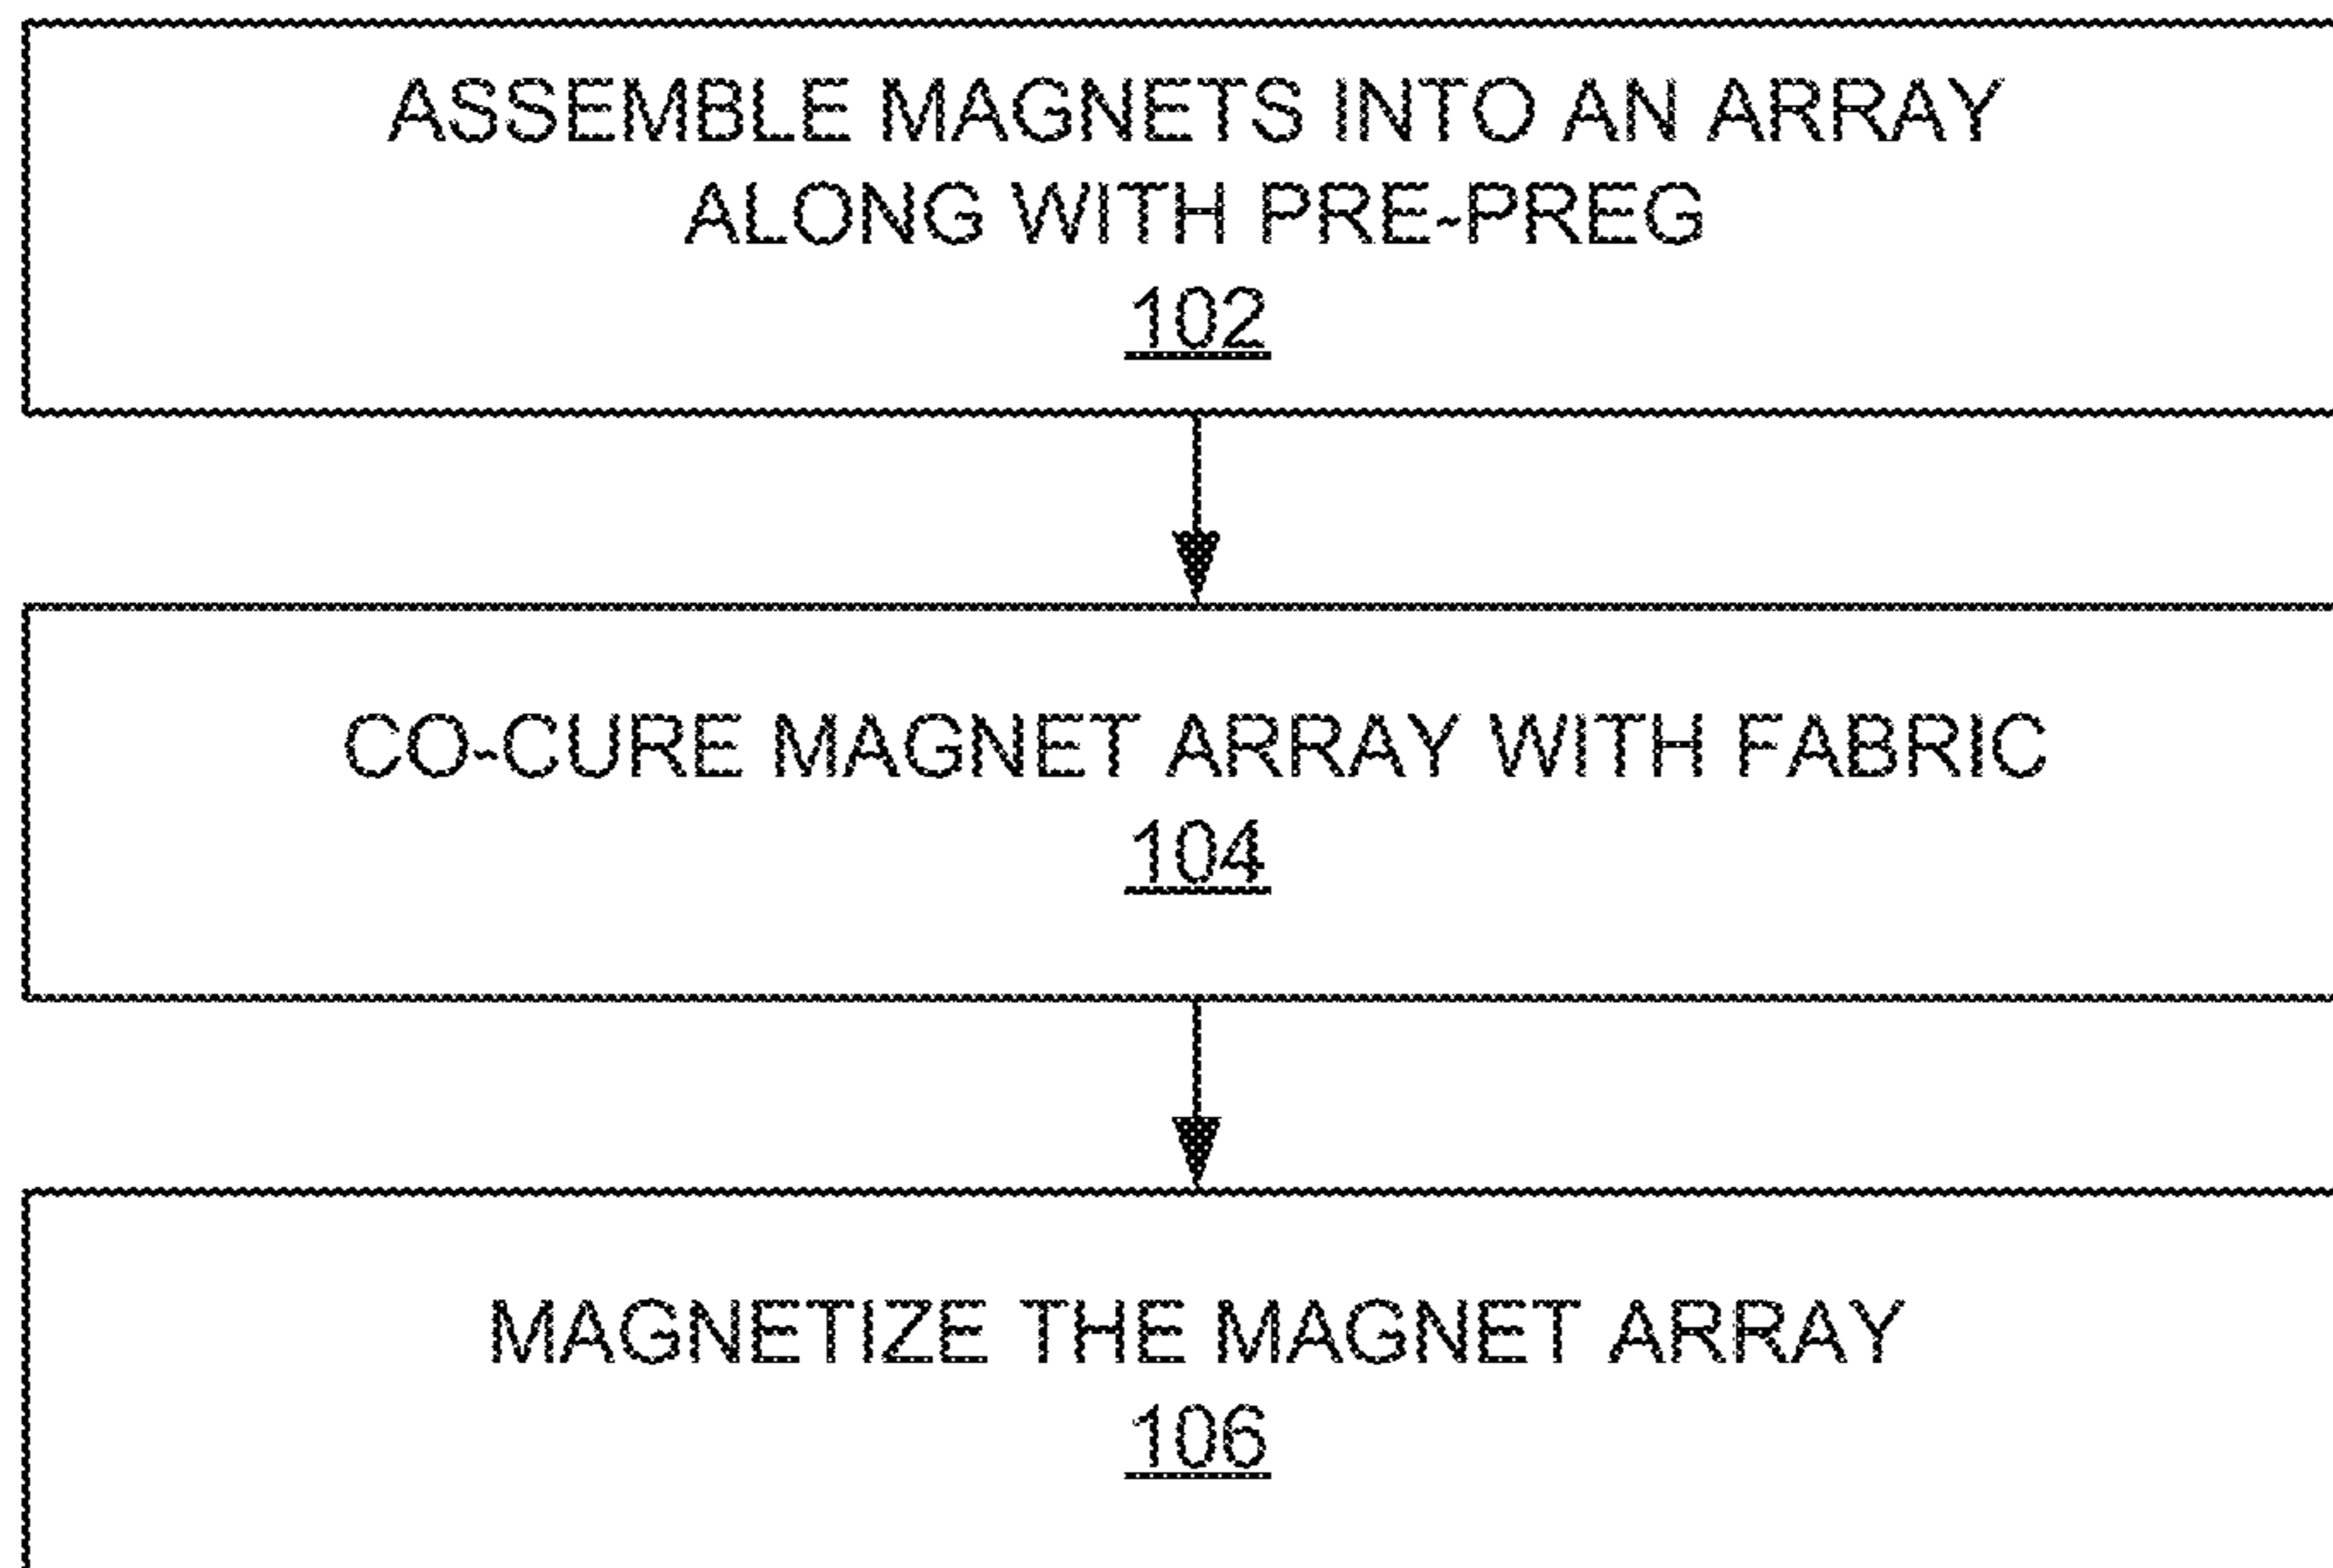 ASSEMBLE MAGNETS INTO AN ARRAY
ALONG WITH PRE-PREG
102
CO-CURE MAGNET ARRAY WITH FABRIC
104
MAGNETIZE THE MAGNET ARRAY
106